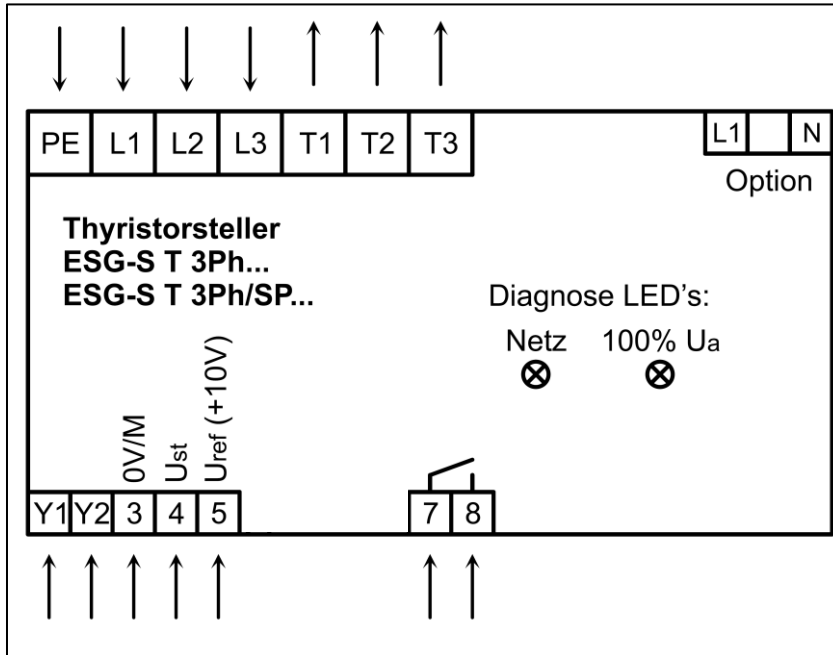 PE L1 L2 L3 T1 T2 T3
L1 N
Option
Thyristorsteller
ESG-S T 3Ph...
ESG-S T 3Ph/SP...
Diagnose LED's:
Netz 100% Ua
0V/M
Ust
Uref (+10V)
Y1 Y2 3 4 5
7 8